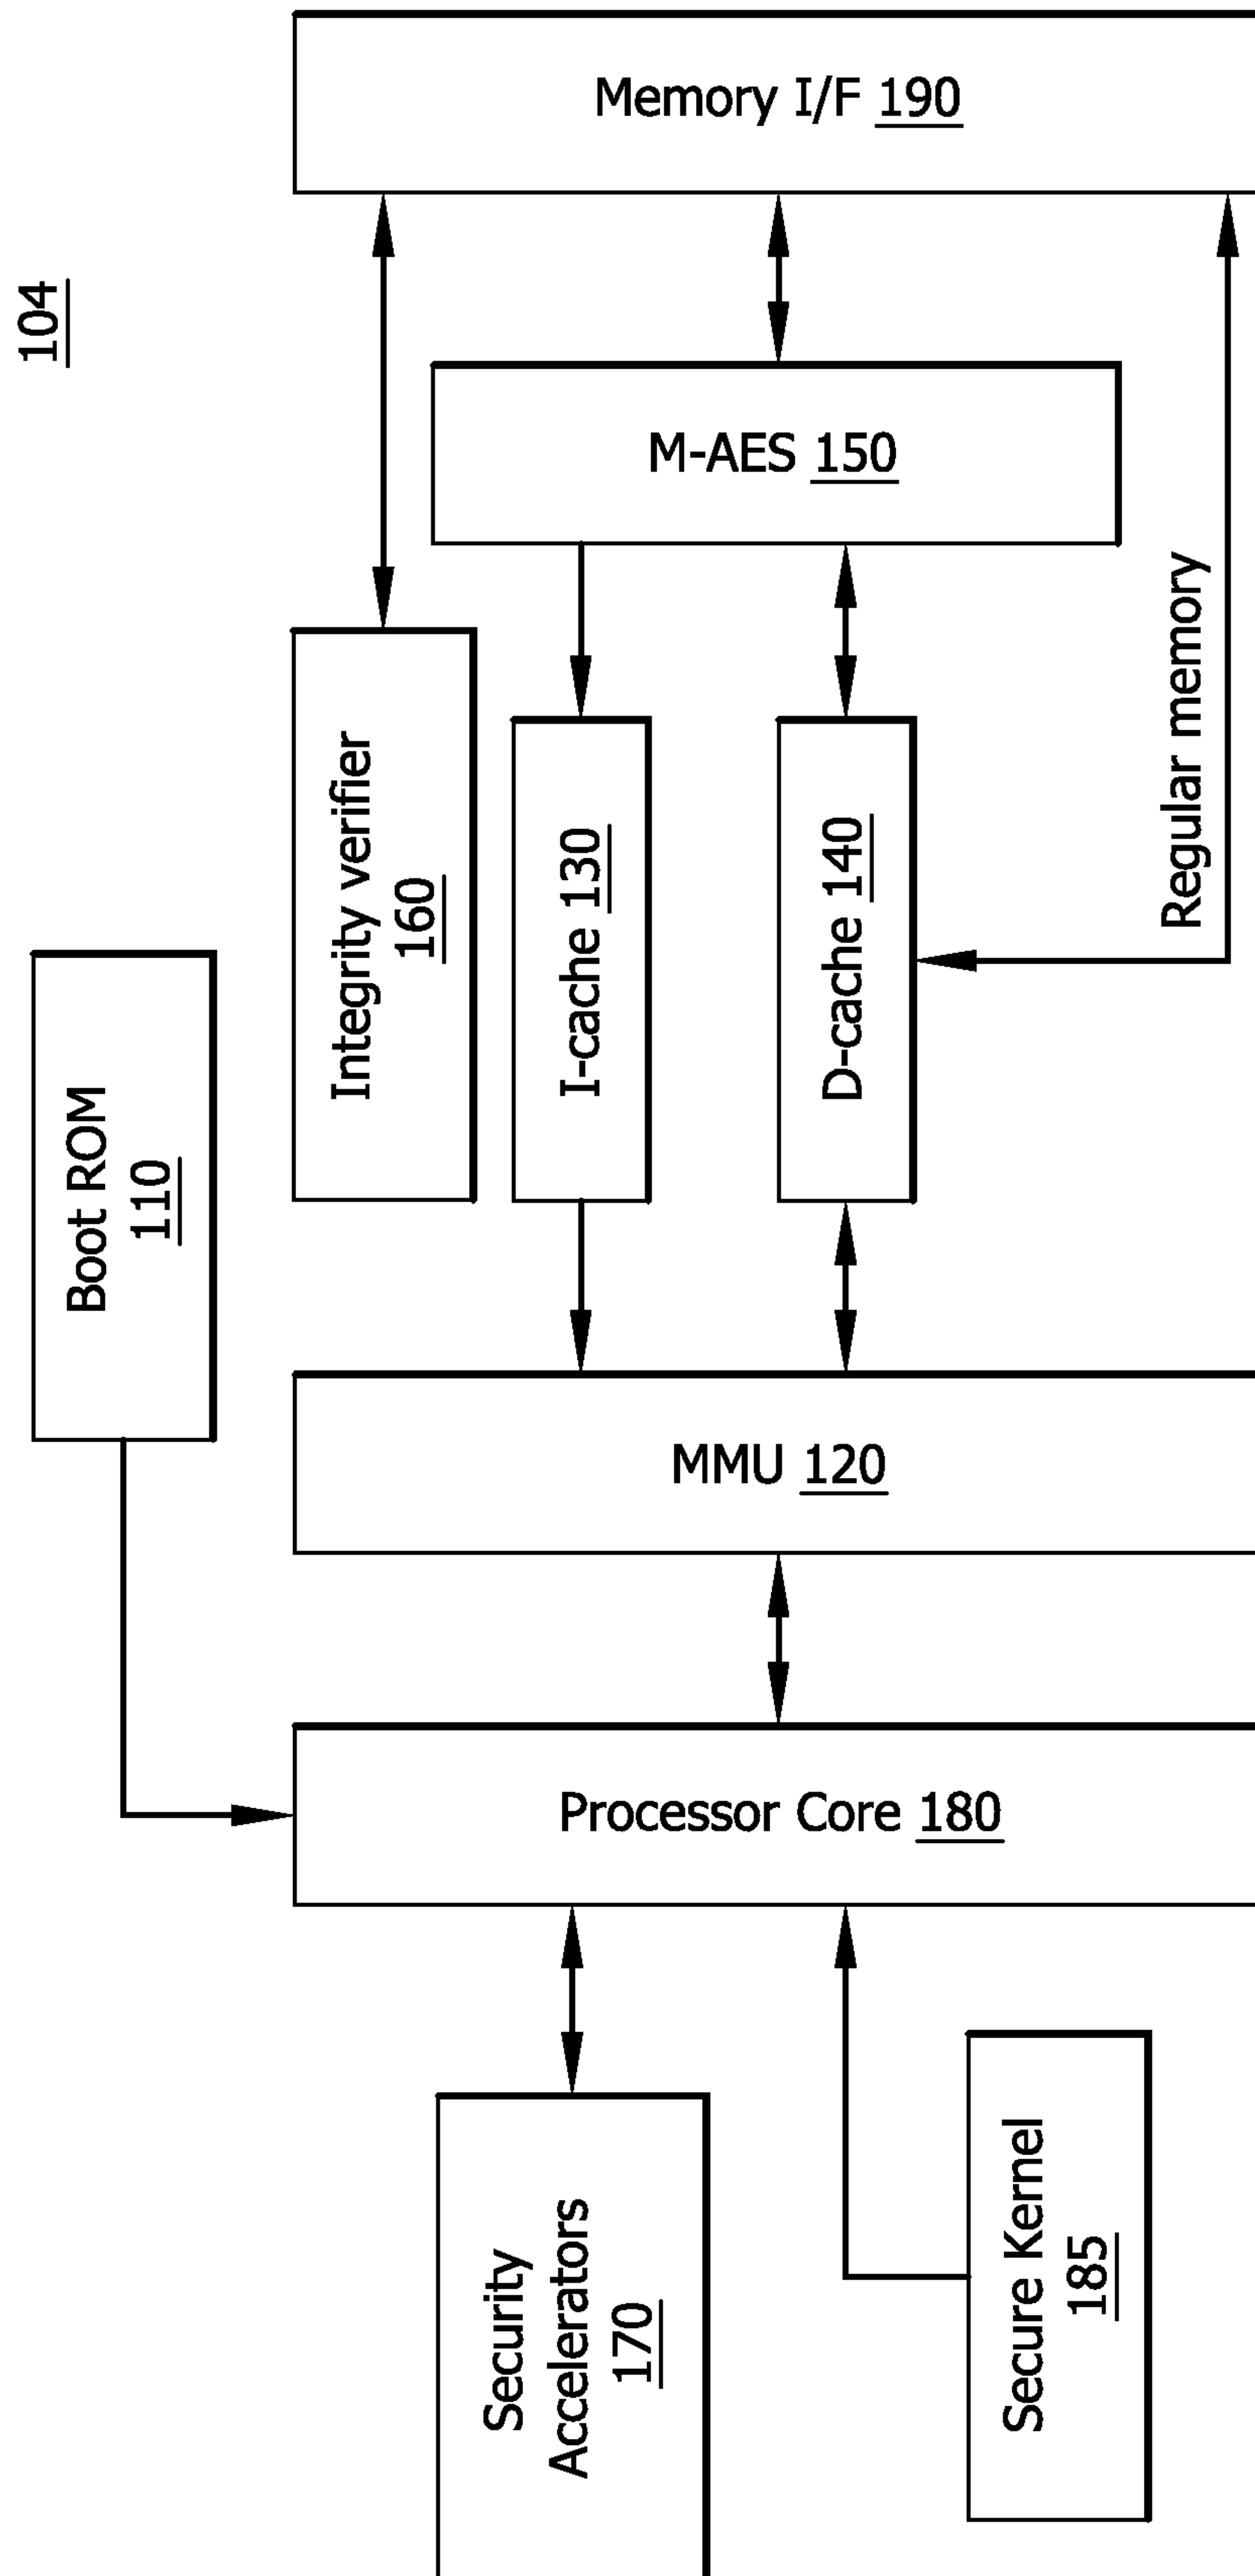 104
Memory I/F 190
M-AES 150
Regular memory
Integrity verifier
160
I-cache 130
D-cache 140
Boot ROM
110
MMU 120
Processor Core 180
Security
Accelerators
170
Secure Kernel
185